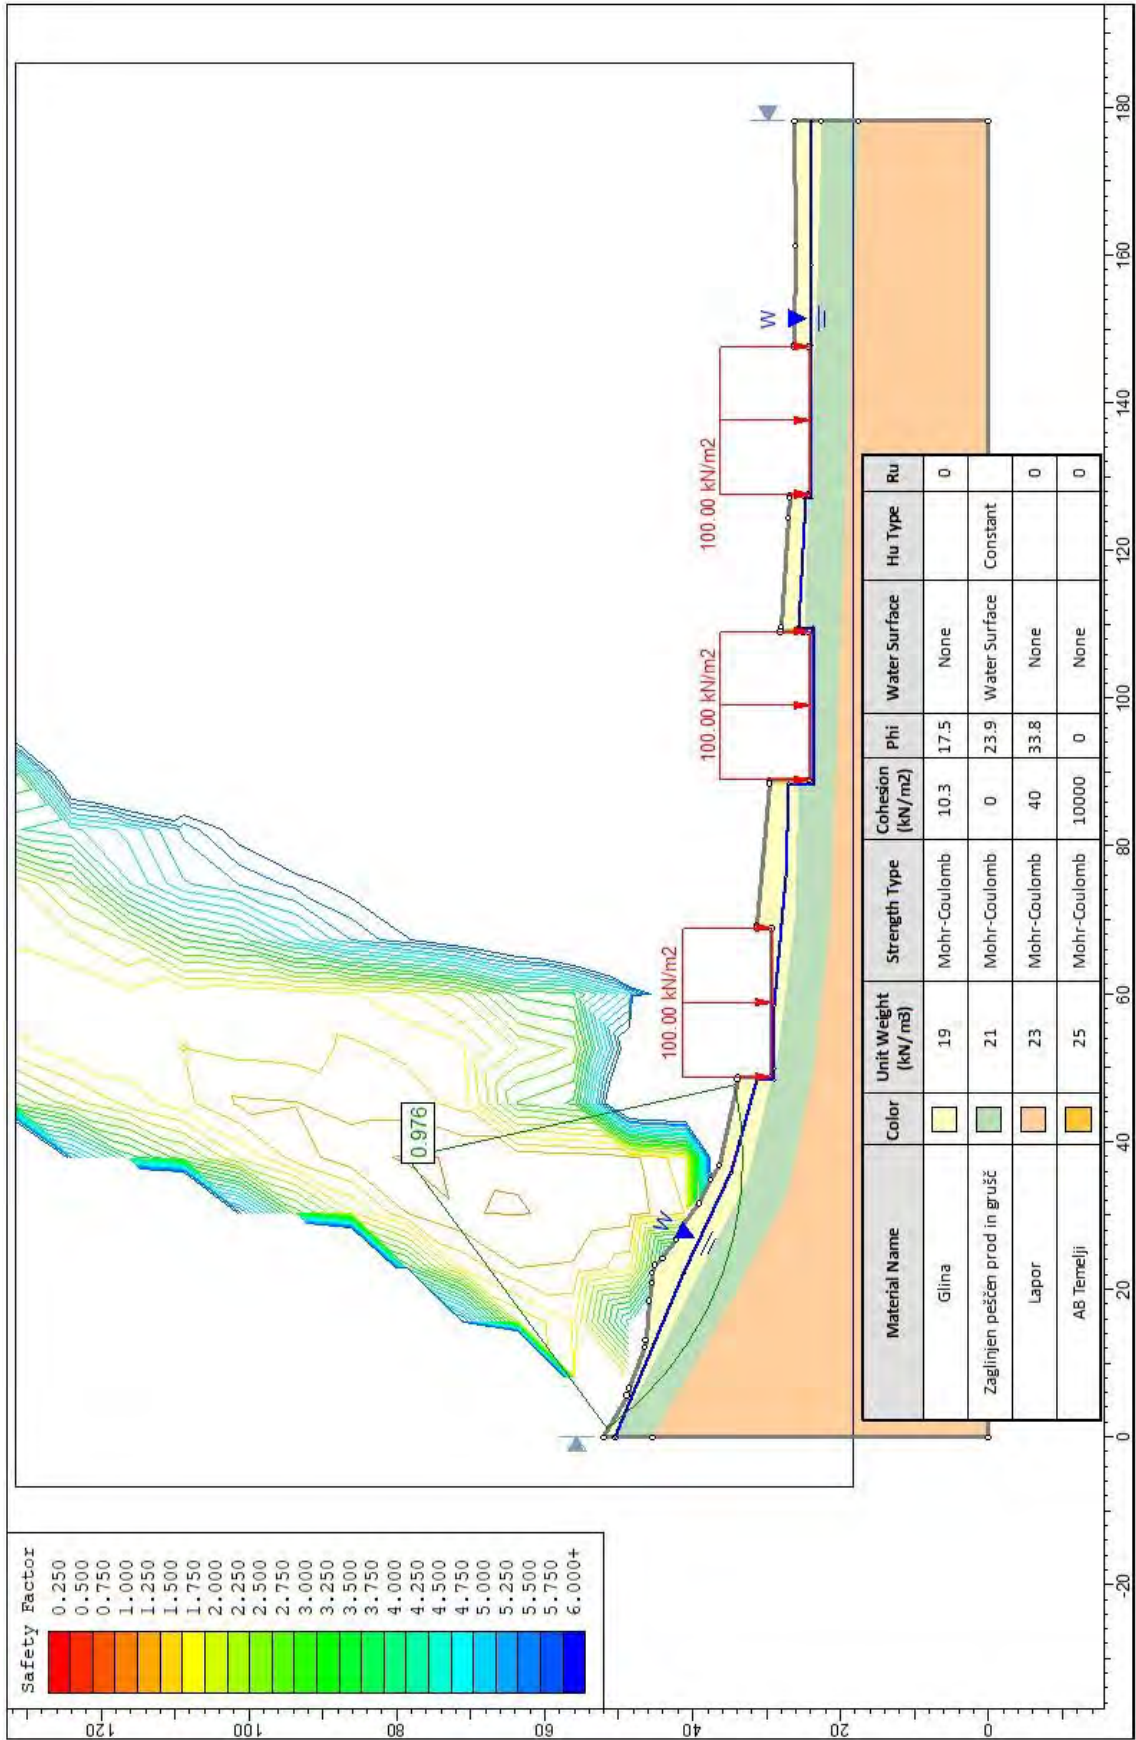 Safety Factor
0.250
0.500
0.750
1.000
1.250
1.500
1.750
2.000
2.250
2.500
2.750
3.000
3.250
3.500
3.750
4.000
4.250
4.500
4.750
5.000
5.250
5.500
5.750
6.000+
0.976
W
100.00 kN/m2
100.00 kN/m2
100.00 kN/m2
W
Material Name Color Unit Weight (kN/m3) Strength Type Cohesion (kN/m2) Phi Water Surface Hu Type Ru
Glina 19 Mohr-Coulomb 10.3 17.5 None 0
Zaglinjen peščen prod in grušč 21 Mohr-Coulomb 0 23.9 Water Surface Constant
Lapor 23 Mohr-Coulomb 40 33.8 None 0
AB Temelji 25 Mohr-Coulomb 10000 0 None 0
120
100
80
60
40
20
0
-20 0 20 40 60 80 100 120 140 160 180